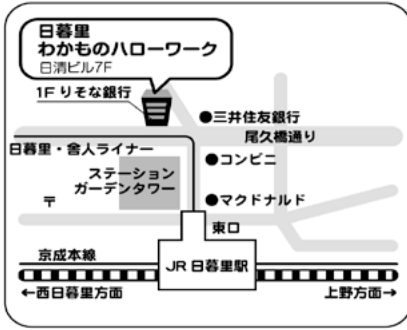 日暮里
わかものハローワーク
日清ビル7F
1F りそな銀行
●三井住友銀行
尾久橋通り
日暮里・舎人ライナー
●コンビニ
ステーション
ガーデンタワー
〒
●マクドナルド
東口
京成本線
JR 日暮里駅
←西日暮里方面
上野方面→